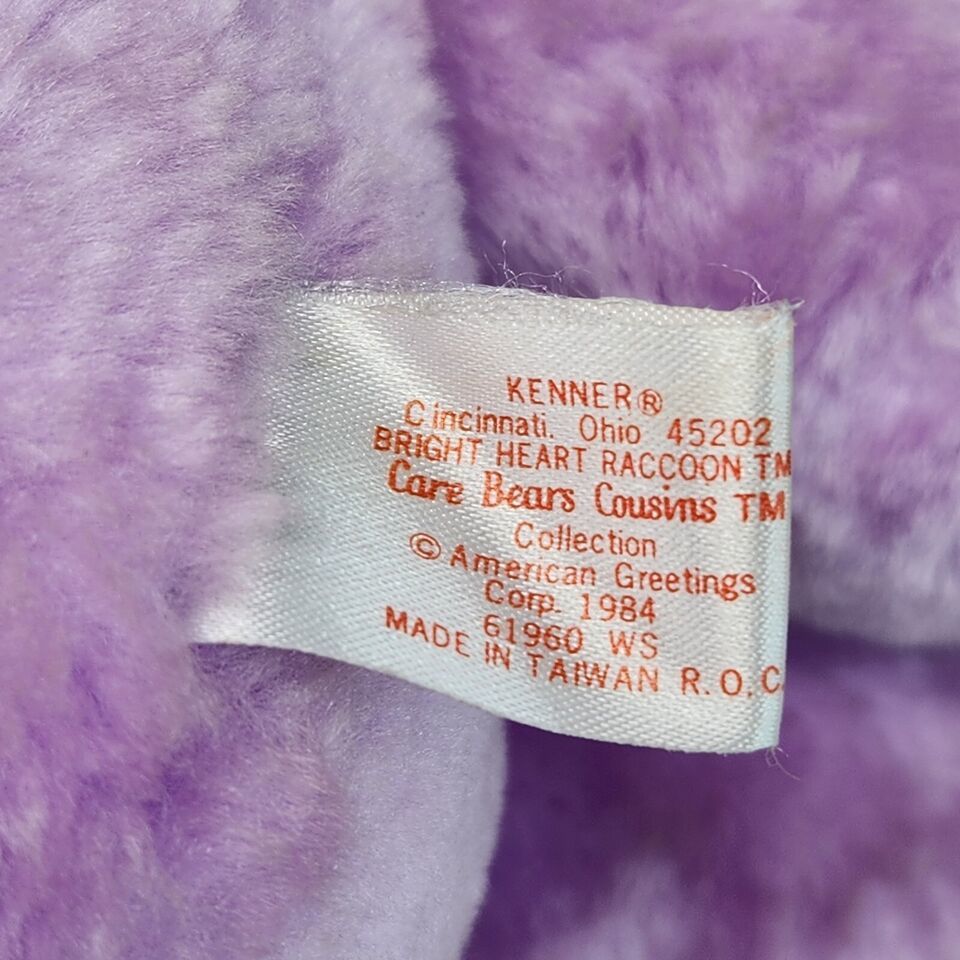 KENNER®
Cincinnati, Ohio 45202
BRIGHT HEART RACCOON TM
Care Bears Cousins TM
Collection
© American Greetings
Corp. 1984
61960 WS
MADE IN TAIWAN R.O.C